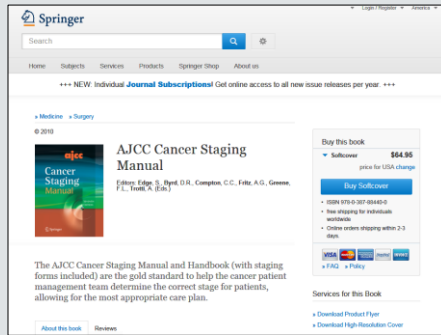 Login / Register America
Springer
Search
Home Subjects Services Products Springer Shop About us
+++ NEW: Individual Journal Subscriptions! Get online access to all new issue releases per year. +++
» Medicine » Surgery
© 2010
ajcc
Cancer
Staging
Manual
AJCC Cancer Staging
Manual
Editors: Edge, S., Byrd, D.R., Compton, C.C., Fritz, A.G., Greene,
F.L., Trotti, A. (Eds.)
Buy this book
Softcover $64.95
price for USA change
Buy Softcover
• ISBN 978-0-387-88440-0
• free shipping for individuals
worldwide
• Online orders shipping within 2-3
days.
VISA
» FAQ » Policy
The AJCC Cancer Staging Manual and Handbook (with staging
forms included) are the gold standard to help the cancer patient
management team determine the correct stage for patients,
allowing for the most appropriate care plan.
Services for this Book
» Download Product Flyer
» Download High-Resolution Cover
About this book Reviews